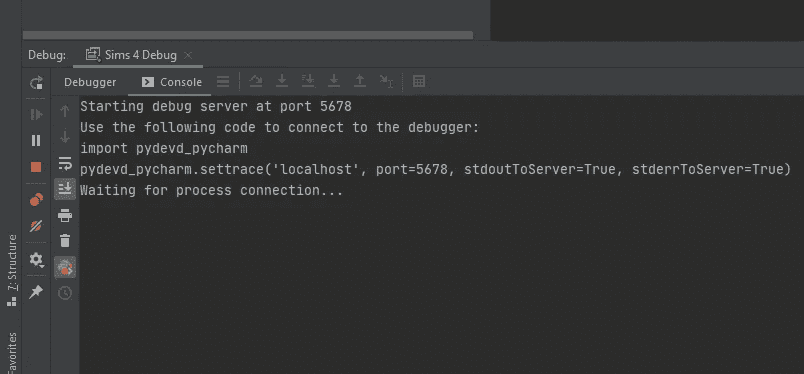 Debug: Sims 4 Debug
Debugger Console
Starting debug server at port 5678
Use the following code to connect to the debugger:
import pydevd_pycharm
pydevd_pycharm.settrace('localhost', port=5678, stdoutToServer=True, stderrToServer=True)
Waiting for process connection...
7: Structure
Favorites